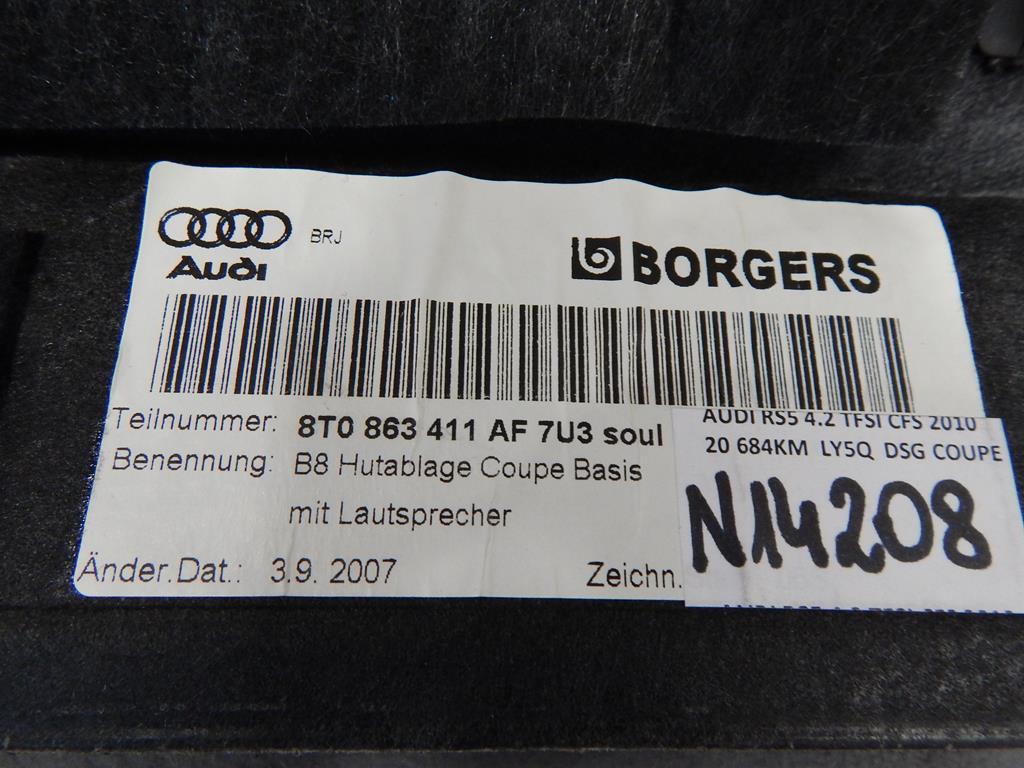 BRJ
Audi
BORGERS
Teilnummer: 8T0 863 411 AF 7U3 soul
Benennung: B8 Hutablage Coupe Basis
mit Lautsprecher
Änder.Dat.: 3.9. 2007
Zeichn.
AUDI RS5 4.2 TFSI CFS 2010
20 684KM LY5Q DSG COUPE
N14208